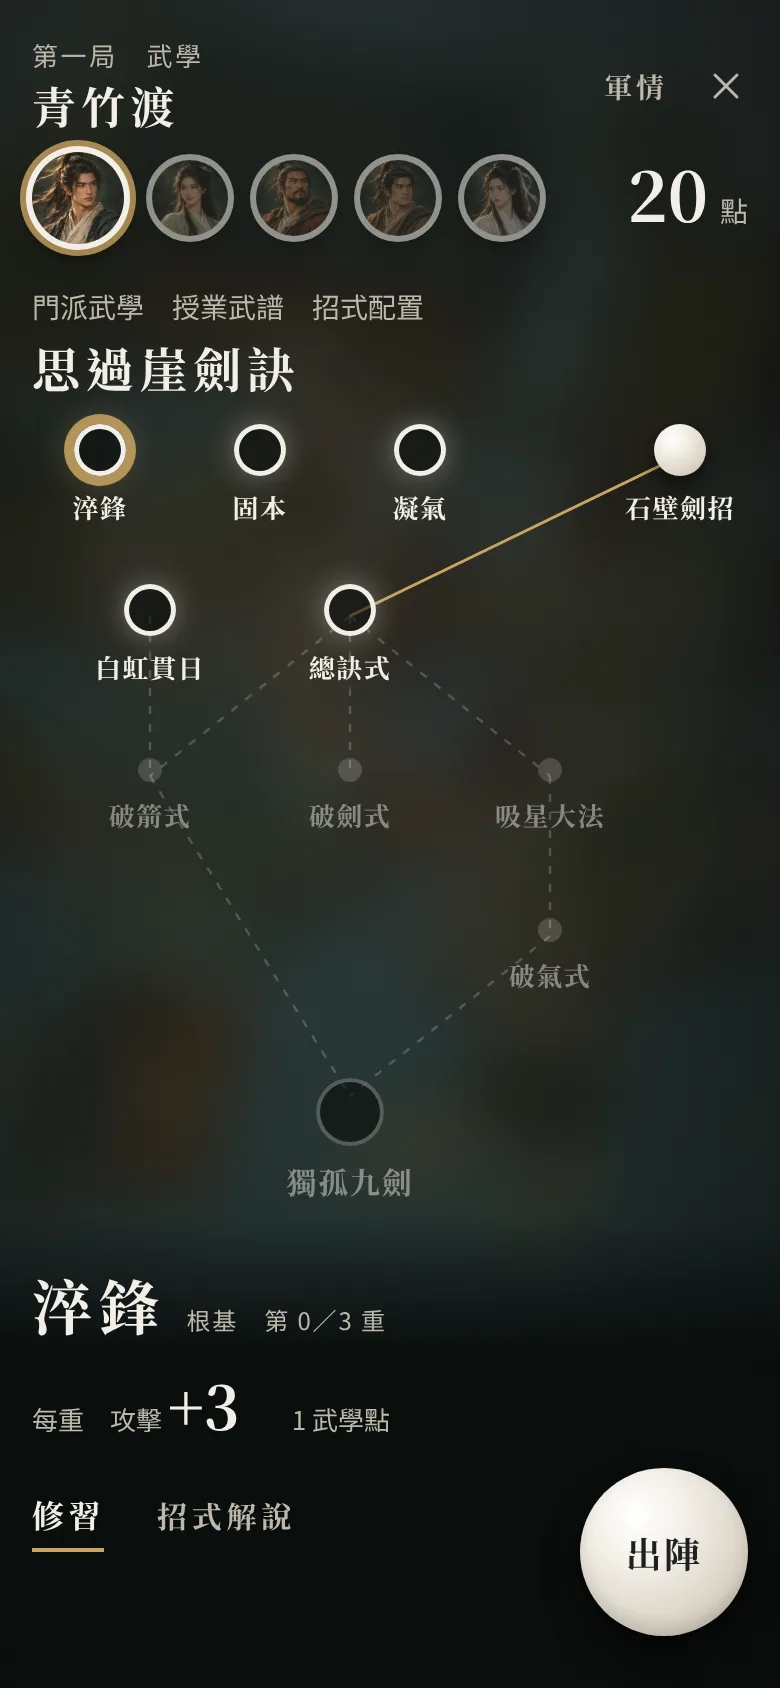 第一局　武學
青竹渡
軍情
20 點
門派武學　授業武譜　招式配置
思過崖劍訣
淬鋒　固本　凝氣　石壁劍招
白虹貫日　總訣式
破箭式　破劍式　吸星大法
破氣式
獨孤九劍
淬鋒　根基　第 0／3 重
每重　攻擊 +3　1 武學點
修習　招式解說
出陣